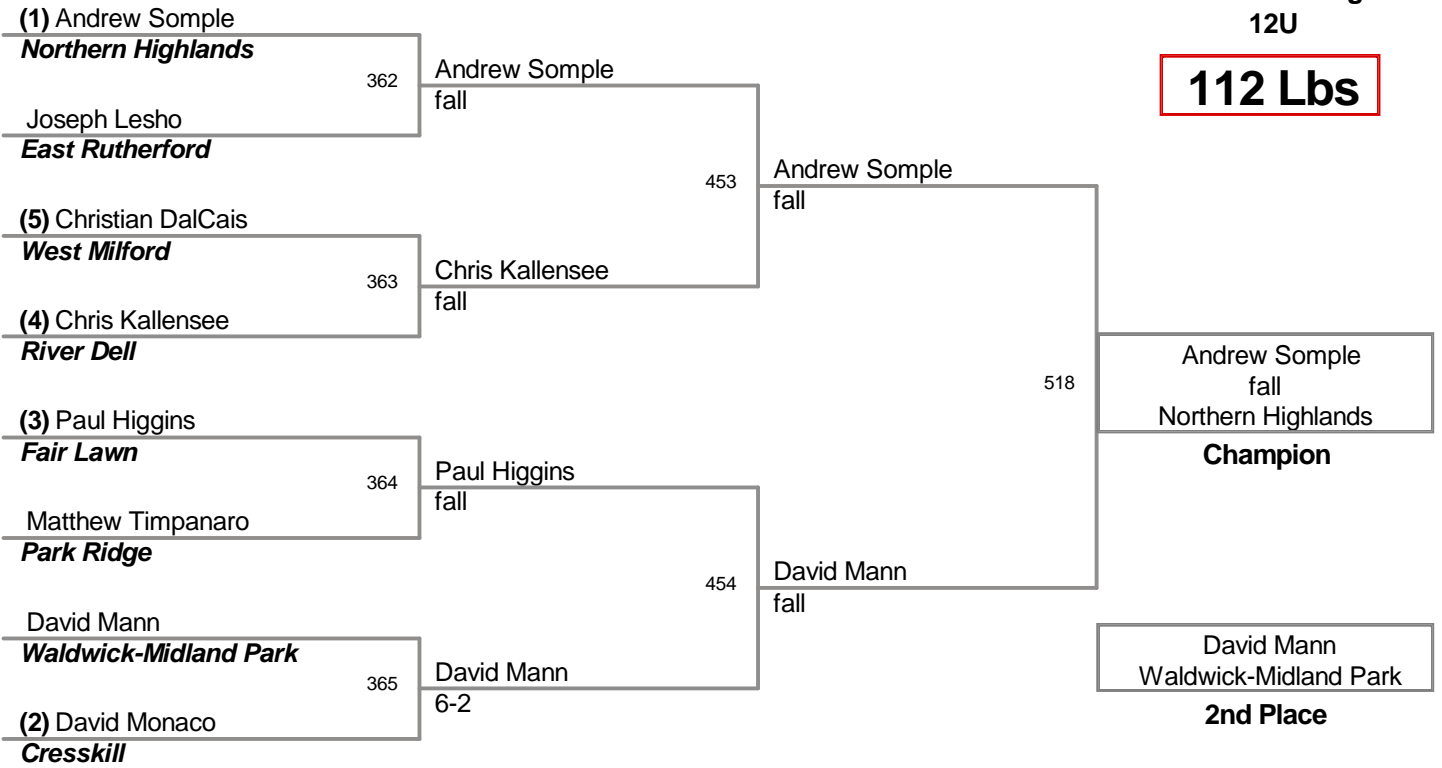 12U
112 Lbs
(1) Andrew Somple
Northern Highlands
362
Joseph Lesho
East Rutherford
(5) Christian DalCais
West Milford
363
(4) Chris Kallensee
River Dell
(3) Paul Higgins
Fair Lawn
364
Matthew Timpanaro
Park Ridge
David Mann
Waldwick-Midland Park
365
(2) David Monaco
Cresskill
Andrew Somple
fall
453
Chris Kallensee
fall
Paul Higgins
fall
454
David Mann
6-2
Andrew Somple
fall
518
David Mann
fall
Andrew Somple
fall
Northern Highlands
Champion
David Mann
Waldwick-Midland Park
2nd Place